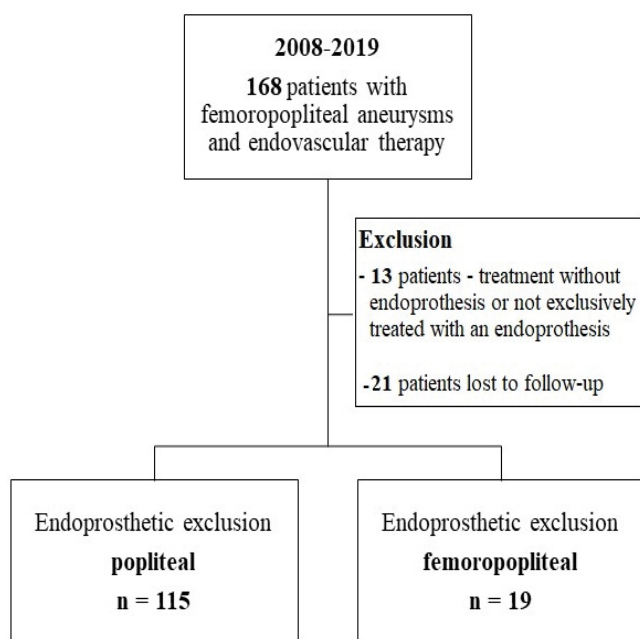 2008-2019
168 patients with
femoropopliteal aneurysms
and endovascular therapy
Exclusion
- 13 patients - treatment without
endoprothesis or not exclusively
treated with an endoprothesis
-21 patients lost to follow-up
Endoprosthetic exclusion
popliteal
n = 115
Endoprosthetic exclusion
femoropopliteal
n = 19